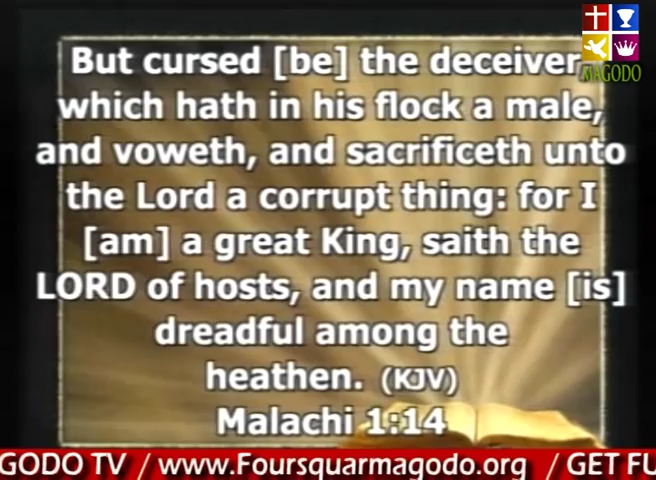 But cursed [be] the deceiver,
which hath in his flock a male,
and voweth, and sacrificeth unto
the Lord a corrupt thing: for I
[am] a great King, saith the
LORD of hosts, and my name [is]
dreadful among the
heathen. (KJV)
Malachi 1:14
MAGODO
GODO TV / www.Foursquarmagodo.org / GET FU